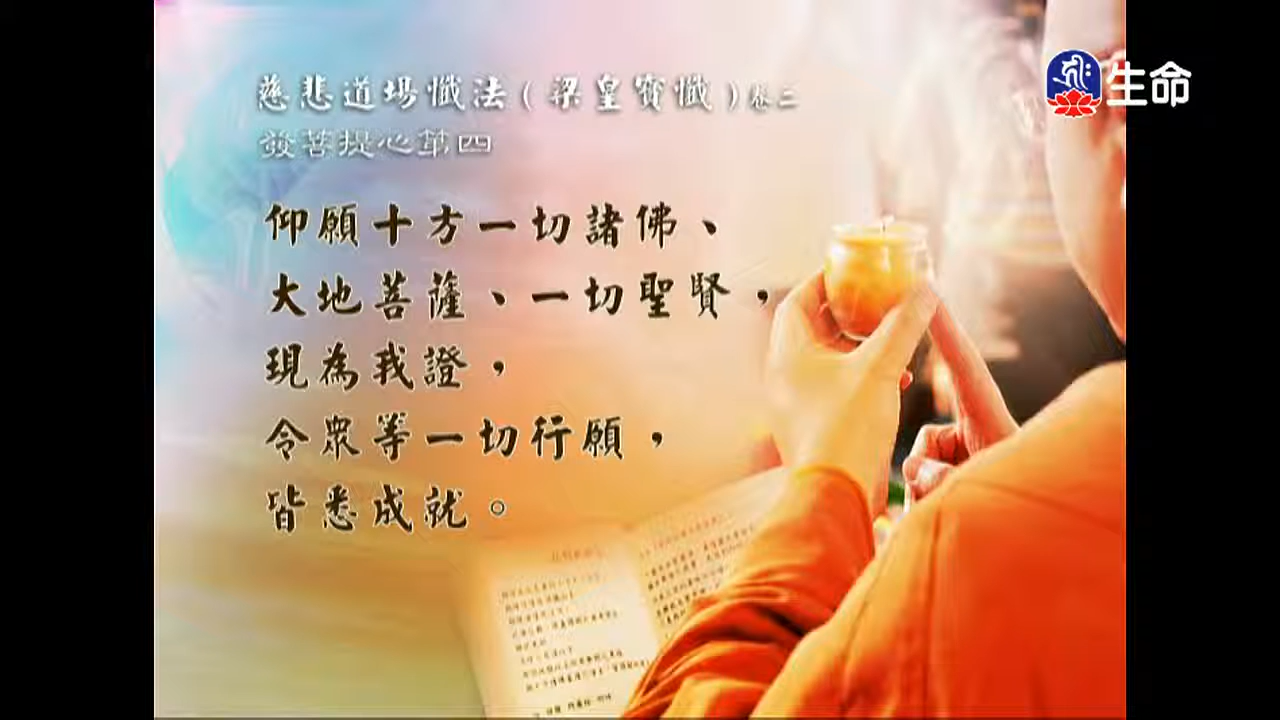 慈悲道場懺法(梁皇寶懺)卷二
發菩提心第四
仰願十方一切諸佛、
大地菩薩、一切聖賢，
現為我證，
令眾等一切行願，
皆悉成就。
生命